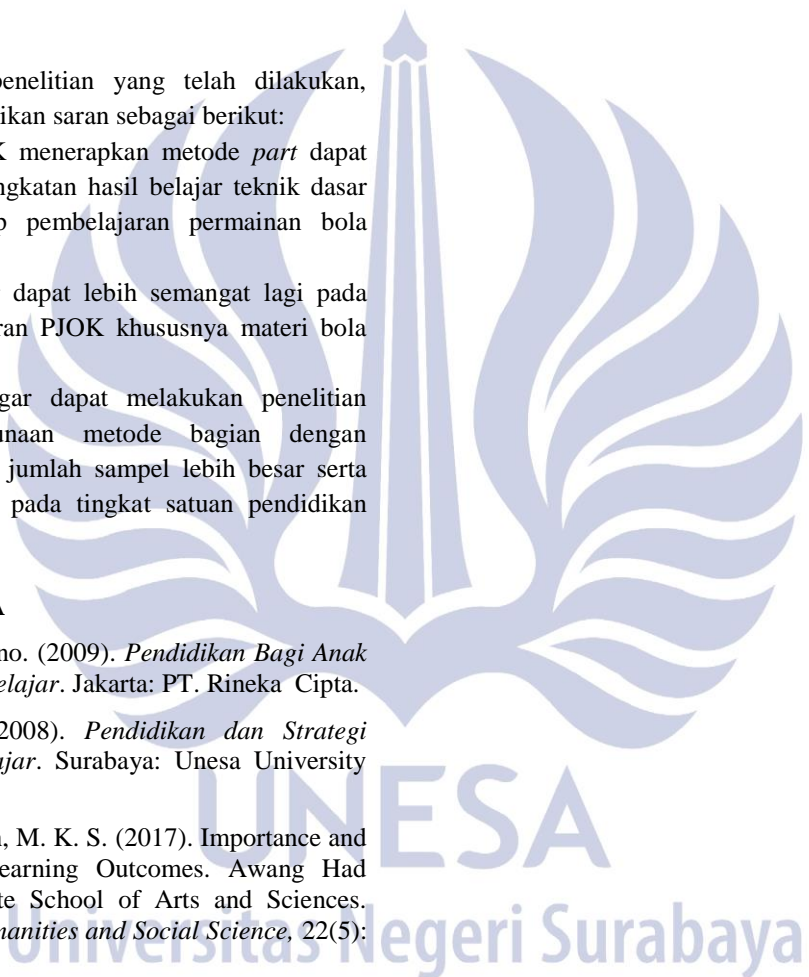 penelitian yang telah dilakukan,
ikan saran sebagai berikut:
K menerapkan metode part dapat
ngkatan hasil belajar teknik dasar
p pembelajaran permainan bola
dapat lebih semangat lagi pada
ran PJOK khususnya materi bola
gar dapat melakukan penelitian
unaan metode bagian dengan
jumlah sampel lebih besar serta
pada tingkat satuan pendidikan
A
no. (2009). Pendidikan Bagi Anak
elajar. Jakarta: PT. Rineka Cipta.
2008). Pendidikan dan Strategi
ajar. Surabaya: Unesa University
, M. K. S. (2017). Importance and
earning Outcomes. Awang Had
te School of Arts and Sciences.
manities and Social Science, 22(5):
UNESA
Universitas Negeri Surabaya